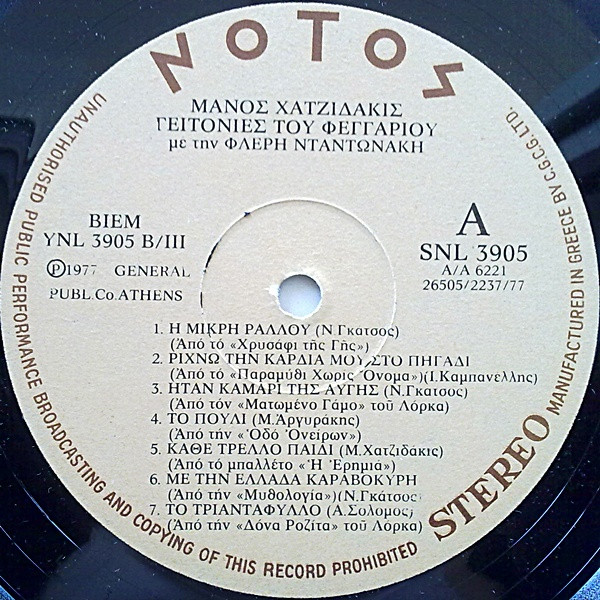 NOTOS
ΜΑΝΟΣ ΧΑΤΖΙΔΑΚΙΣ
ΓΕΙΤΟΝΙΕΣ ΤΟΥ ΦΕΓΓΑΡΙΟΥ
με την ΦΛΕΡΗ ΝΤΑΝΤΩΝΑΚΗ
BIEM
YNL 3905 B/III
Ⓟ1977 GENERAL
PUBL.Co.ATHENS
A
SNL 3905
A/A 6221
26505/2237/77
1. Η ΜΙΚΡΗ ΡΑΛΛΟΥ (Ν.Γκατσος)
(Ἀπό τό «Χρυσάφι τῆς Γῆς»)
2. ΡΙΧΝΩ ΤΗΝ ΚΑΡΔΙΑ ΜΟΥ ΣΤΟ ΠΗΓΑΔΙ
(Ἀπό τό «Παραμύθι Χωρίς Ὄνομα»)(Ι.Καμπανελλης)
3. ΗΤΑΝ ΚΑΜΑΡΙ ΤΗΣ ΑΥΓΗΣ (Ν.Γκατσος)
(Ἀπό τόν «Ματωμένο Γάμο» τοῦ Λόρκα)
4. ΤΟ ΠΟΥΛΙ (Μ.Ἀργυράκης)
(Ἀπό τήν «Ὁδό Ὀνείρων»)
5. ΚΑΘΕ ΤΡΕΛΛΟ ΠΑΙΔΙ (Μ.Χατζιδάκις)
(Ἀπό τό μπαλλέτο «Ἡ Ἐρημιά»)
6. ΜΕ ΤΗΝ ΕΛΛΑΔΑ ΚΑΡΑΒΟΚΥΡΗ
(Ἀπό τήν «Μυθολογία»)(Ν.Γκάτσος)
7. ΤΟ ΤΡΙΑΝΤΑΦΥΛΛΟ (Α.Σολομος)
(Ἀπό τήν «Δόνα Ροζίτα» τοῦ Λόρκα)
STEREO
UNAUTHORISED PUBLIC PERFORMANCE BROADCASTING AND COPYING OF THIS RECORD PROHIBITED
MANUFACTURED IN GREECE BY C.G.C.G.LTD.